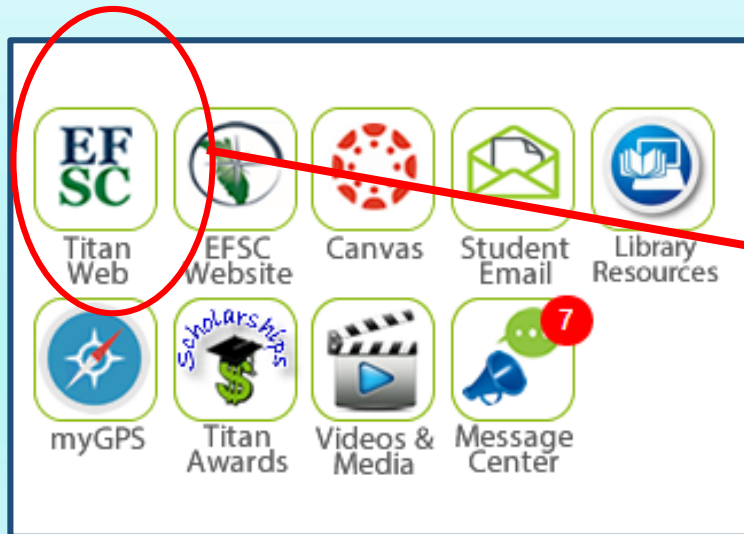 EF
SC
Titan
Web
EFSC
Website
Canvas
Student
Email
Library
Resources
Scholarships
$
myGPS
Titan
Awards
Videos &
Media
7
Message
Center